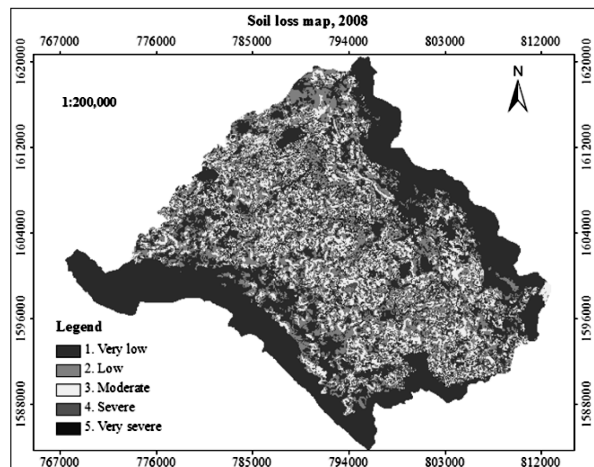 Soil loss map, 2008
767000 776000 785000 794000 803000 812000
1620000 1620000
N
1:200,000
1612000 1612000
1604000 1604000
1596000 1596000
Legend
1. Very low
2. Low
3. Moderate
4. Severe
5. Very severe
1588000 1588000
767000 776000 785000 794000 803000 812000